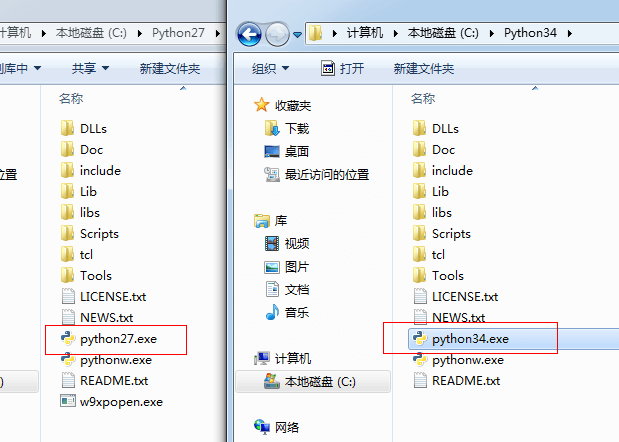 计算机 ▸ 本地磁盘 (C:) ▸ Python27 ▸
到库中 ▼ 共享 ▼ 新建文件夹
名称
DLLs
Doc
include
Lib
libs
Scripts
tcl
Tools
LICENSE.txt
NEWS.txt
python27.exe
pythonw.exe
README.txt
w9xpopen.exe
位置
)
计算机 ▸ 本地磁盘 (C:) ▸ Python34 ▸
组织 ▼ 打开 新建文件夹
收藏夹
下载
桌面
最近访问的位置
库
视频
图片
文档
音乐
计算机
本地磁盘 (C:)
网络
名称
DLLs
Doc
include
Lib
libs
Scripts
tcl
Tools
LICENSE.txt
NEWS.txt
python34.exe
pythonw.exe
README.txt